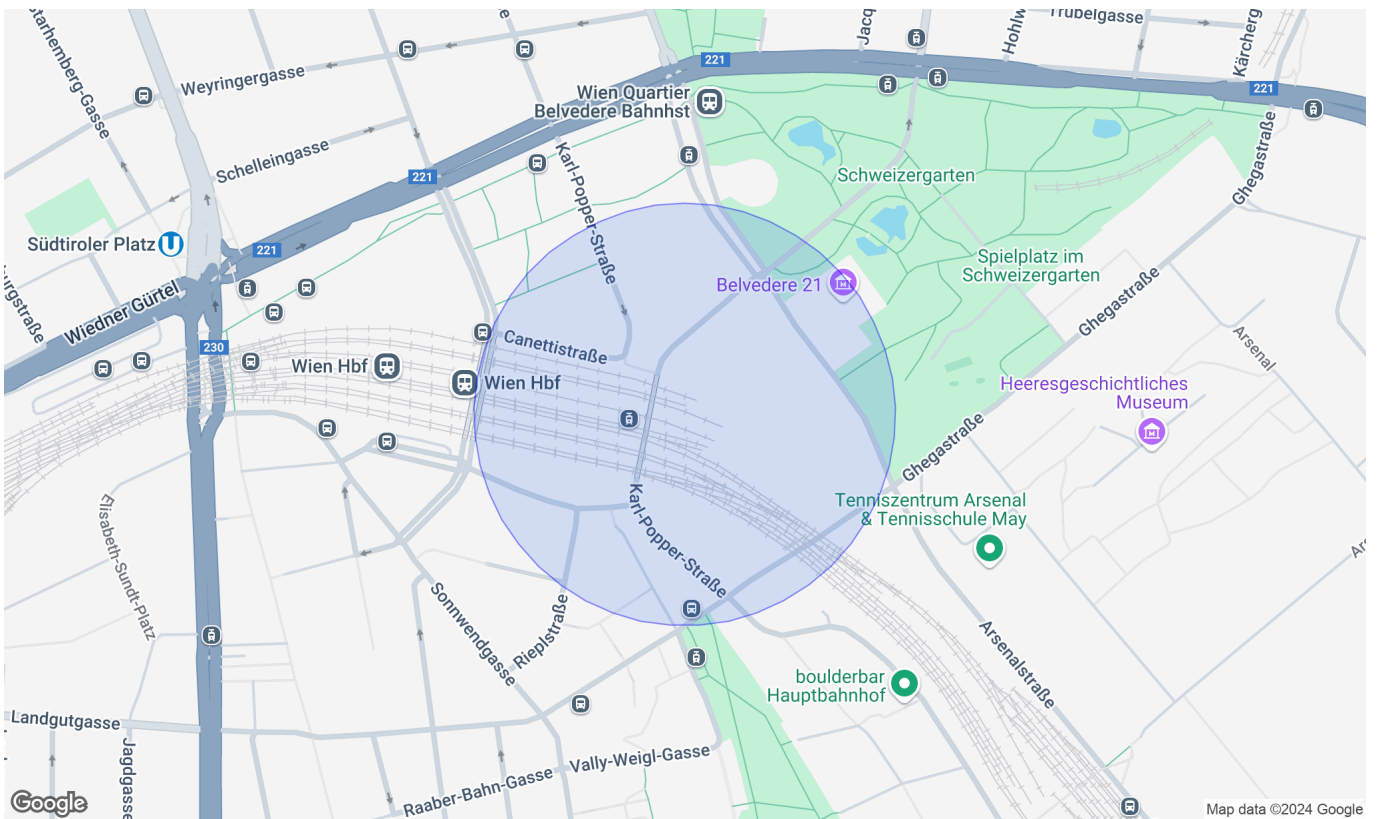 Starhemberg-Gasse
Weyringergasse
Trubelgasse
221
221
Wien Quartier
Belvedere Bahnhst
Schelleingasse
221
Karl-Popper-Straße
Schweizergarten
Ghegastraße
Südtiroler Platz
U
221
Spielplatz im
Schweizergarten
Belvedere 21
Wiedner Gürtel
Ghegastraße
Arsenal
230
Canettistraße
Wien Hbf
Wien Hbf
Heeresgeschichtliches
Museum
Ghegastraße
Elisabeth-Sundt-Platz
Karl-Popper-Straße
Tenniszentrum Arsenal
& Tennisschule May
Sonnwendgasse
Rieplstraße
Arsenalstraße
boulderbar
Hauptbahnhof
Landgutgasse
Jagdgasse
Vally-Weigl-Gasse
Raaber-Bahn-Gasse
Google
Map data ©2024 Google